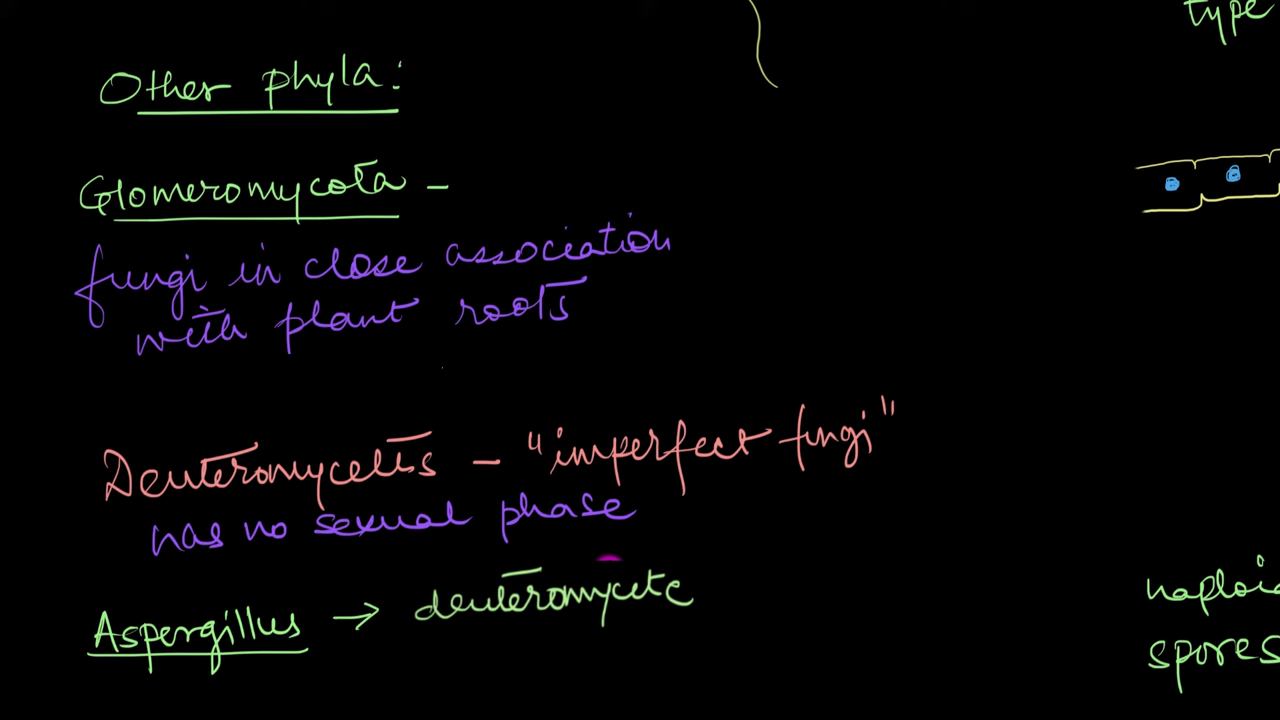 type
Other phyla:
Glomeromycota -
fungi in close association
with plant roots
Deuteromycetes - "imperfect fungi"
has no sexual phase
Aspergillus → deuteromycete
haploid
spores